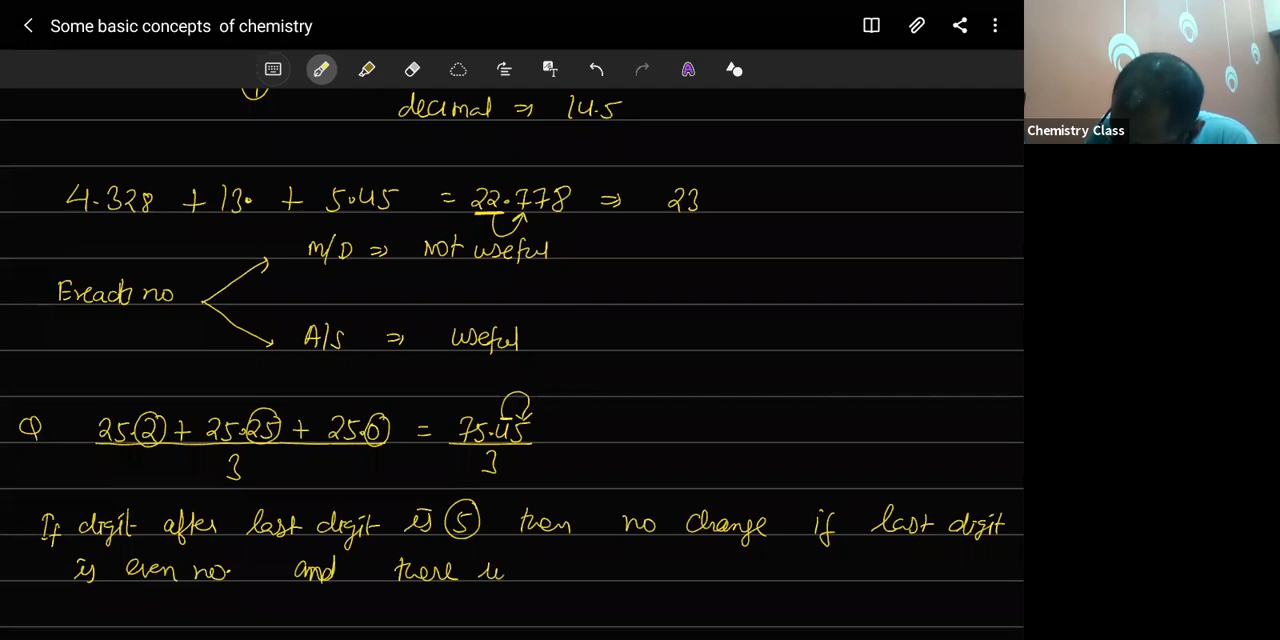 Some basic concepts of chemistry
decimal ⇒ 14.5
Chemistry Class
4.328 + 13. + 5.45 = 22.778 ⇒ 23
M/D ⇒ Not useful
Exact no
A/S ⇒ useful
Q 25.2 + 25.25 + 25.0 = 75.45
3 3
If digit after last digit is 5 then no change if last digit
is even no. and there